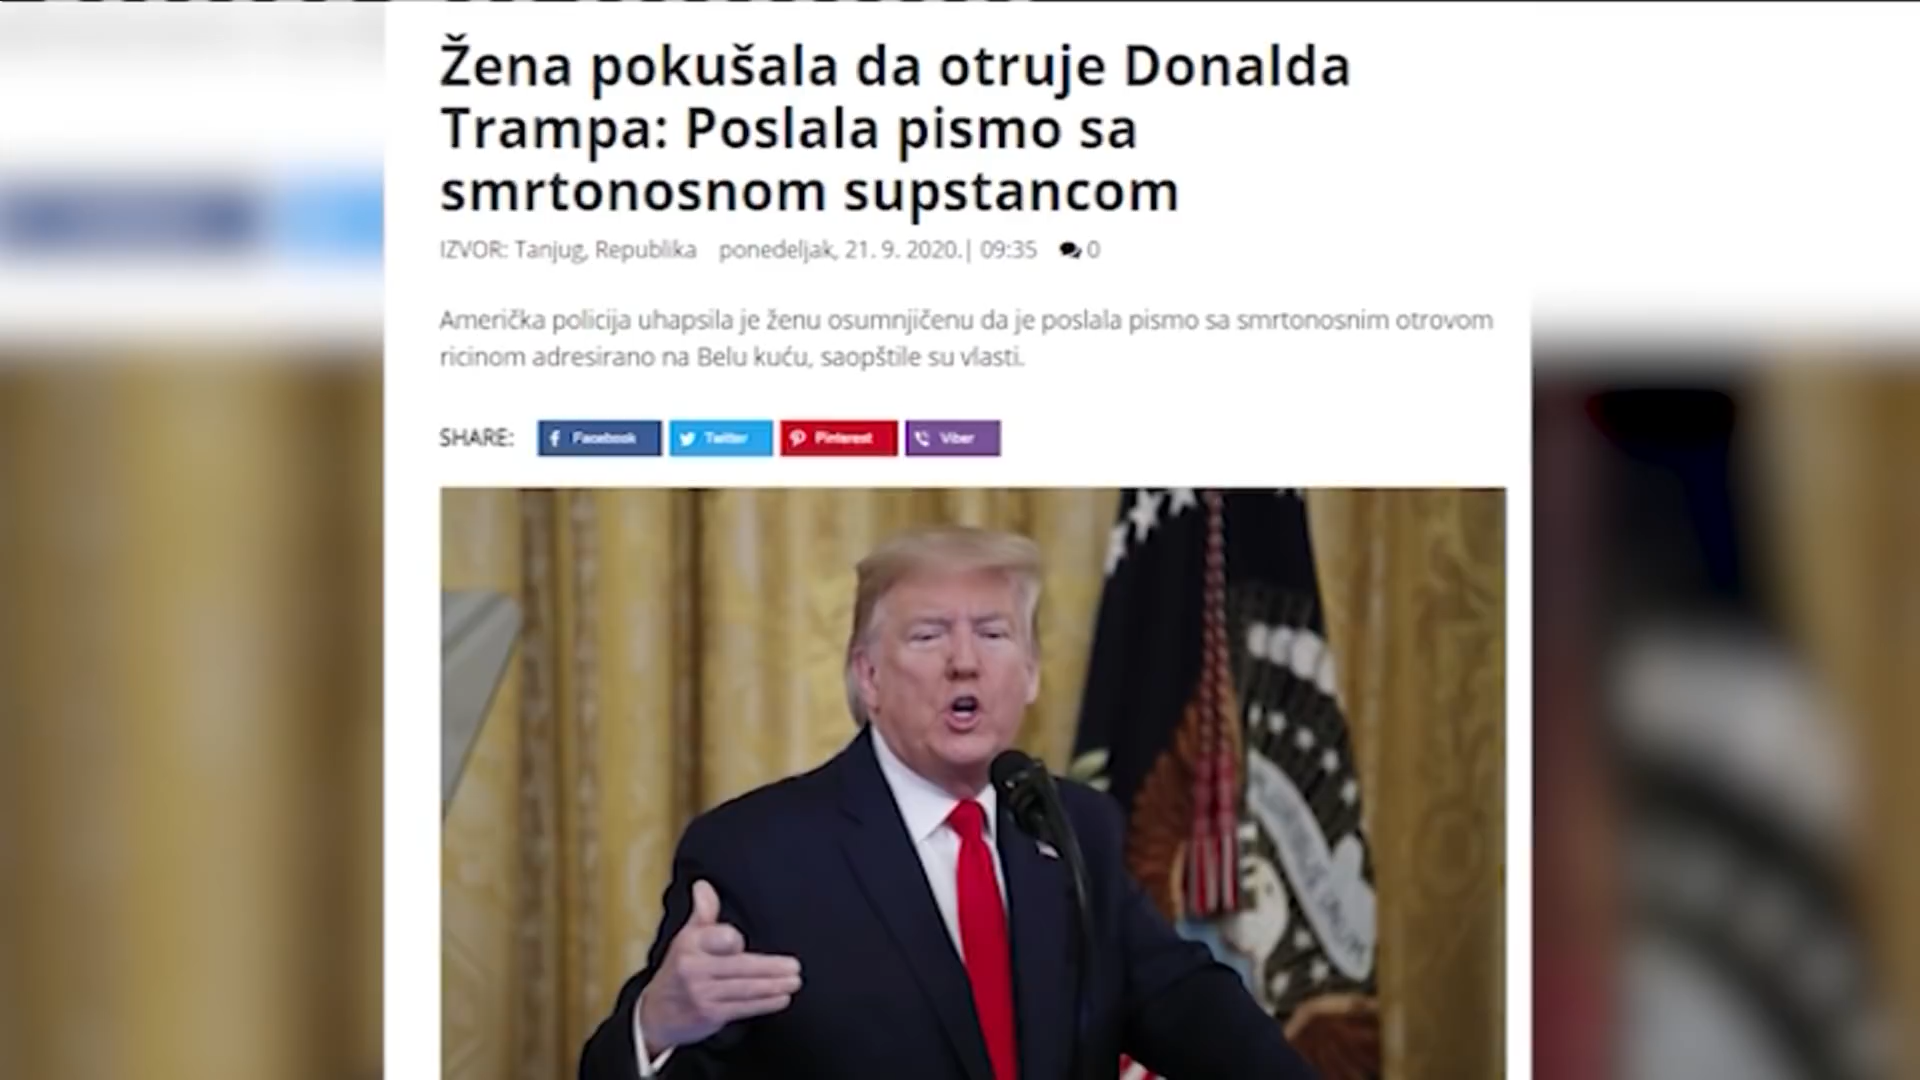 Žena pokušala da otruje Donalda
Trampa: Poslala pismo sa
smrtonosnom supstancom
IZVOR: Tanjug, Republika ponedeljak, 21. 9. 2020.| 09:35 0
Američka policija uhapsila je ženu osumnjičenu da je poslala pismo sa smrtonosnim otrovom
ricinom adresirano na Belu kuću, saopštile su vlasti.
SHARE: Facebook Twitter Pinterest Viber